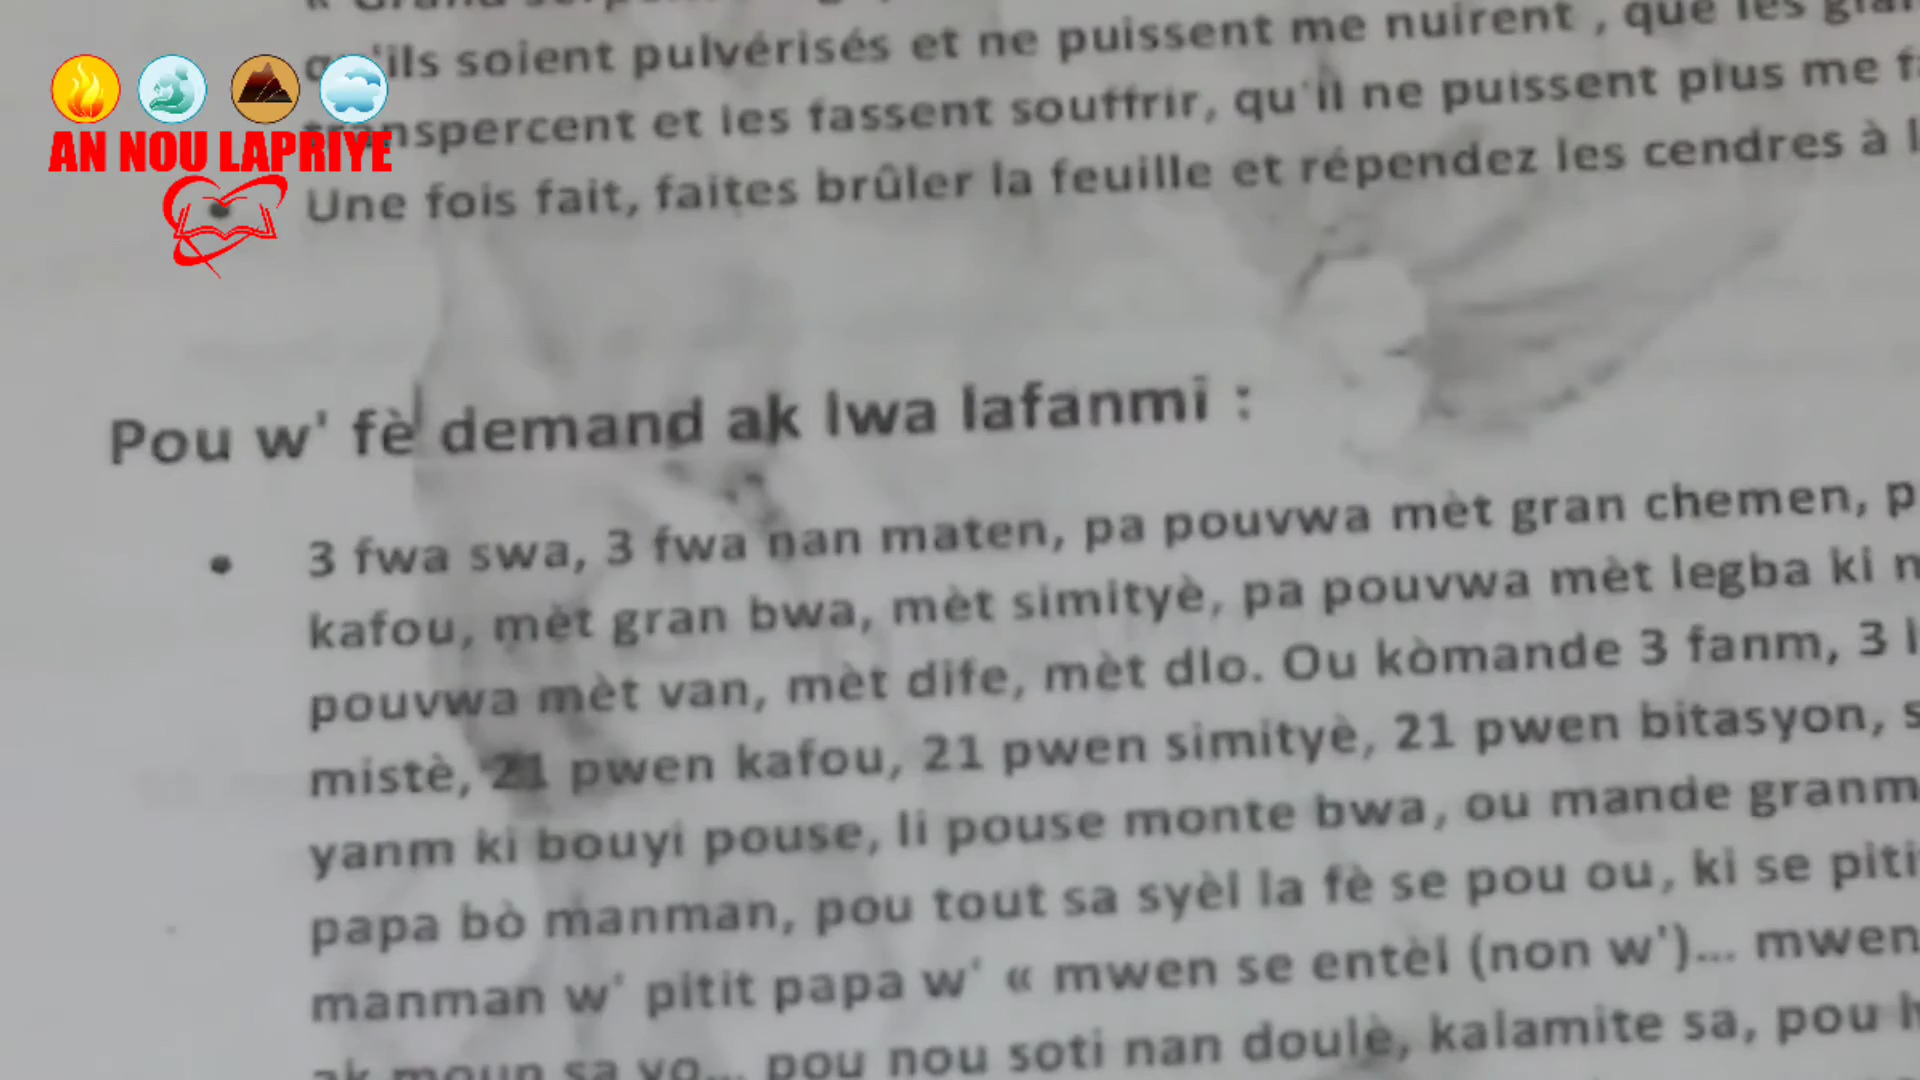 qu'ils soient pulvérisés et ne puissent me nuirent , que les
transpercent et les fassent souffrir, qu'il ne puissent plus me
Une fois fait, faites brûler la feuille et répendez les cendres à
AN NOU LAPRIYE
Pou w' fè demand ak lwa lafanmi :
• 3 fwa swa, 3 fwa nan maten, pa pouvwa mèt gran chemen,
kafou, mèt gran bwa, mèt simityè, pa pouvwa mèt legba ki
pouvwa mèt van, mèt dife, mèt dlo. Ou kòmande 3 fanm, 3
mistè, 21 pwen kafou, 21 pwen simityè, 21 pwen bitasyon,
yanm ki bouyi pouse, li pouse monte bwa, ou mande
papa bò manman, pou tout sa syèl la fè se pou ou, ki se
manman w' pitit papa w' « mwen se entèl (non w')... mwen
ak moun sa yo... pou nou soti nan doulè, kalamite sa, pou